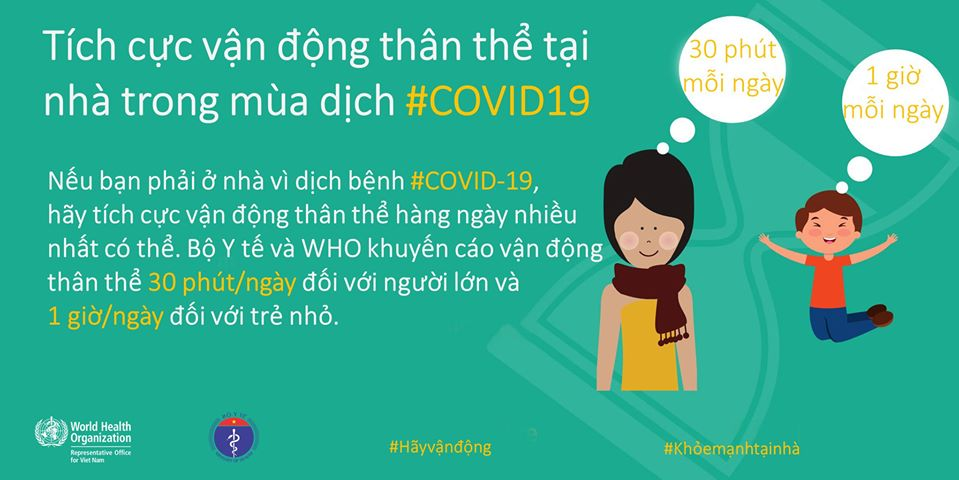 Tích cực vận động thân thể tại
nhà trong mùa dịch #COVID19
30 phút
mỗi ngày
1 giờ
mỗi ngày
Nếu bạn phải ở nhà vì dịch bệnh #COVID-19,
hãy tích cực vận động thân thể hàng ngày nhiều
nhất có thể. Bộ Y tế và WHO khuyến cáo vận động
thân thể 30 phút/ngày đối với người lớn và
1 giờ/ngày đối với trẻ nhỏ.
World Health
Organization
Representative Office
for Viet Nam
BỘ Y TẾ
#Hãyvậnđộng
#Khỏemạnhtạinhà